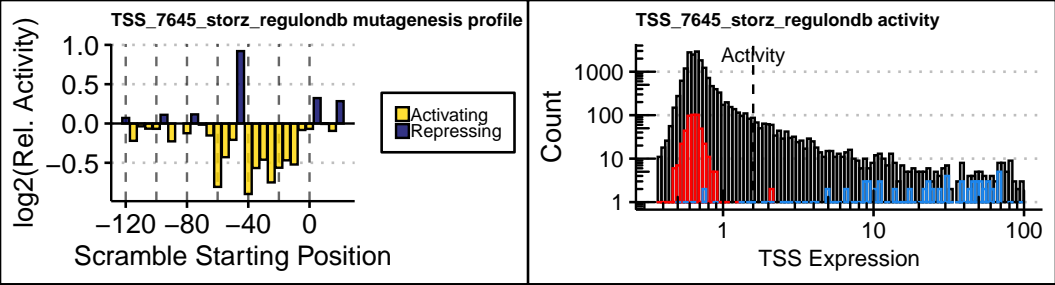 TSS_7645_storz_regulondb mutagenesis profile
log2(Rel. Activity)
1.0
0.5
0.0
−0.5
−120 −80 −40 0
Scramble Starting Position
Activating
Repressing
TSS_7645_storz_regulondb activity
Activity
Count
1000
100
10
1
1 10 100
TSS Expression